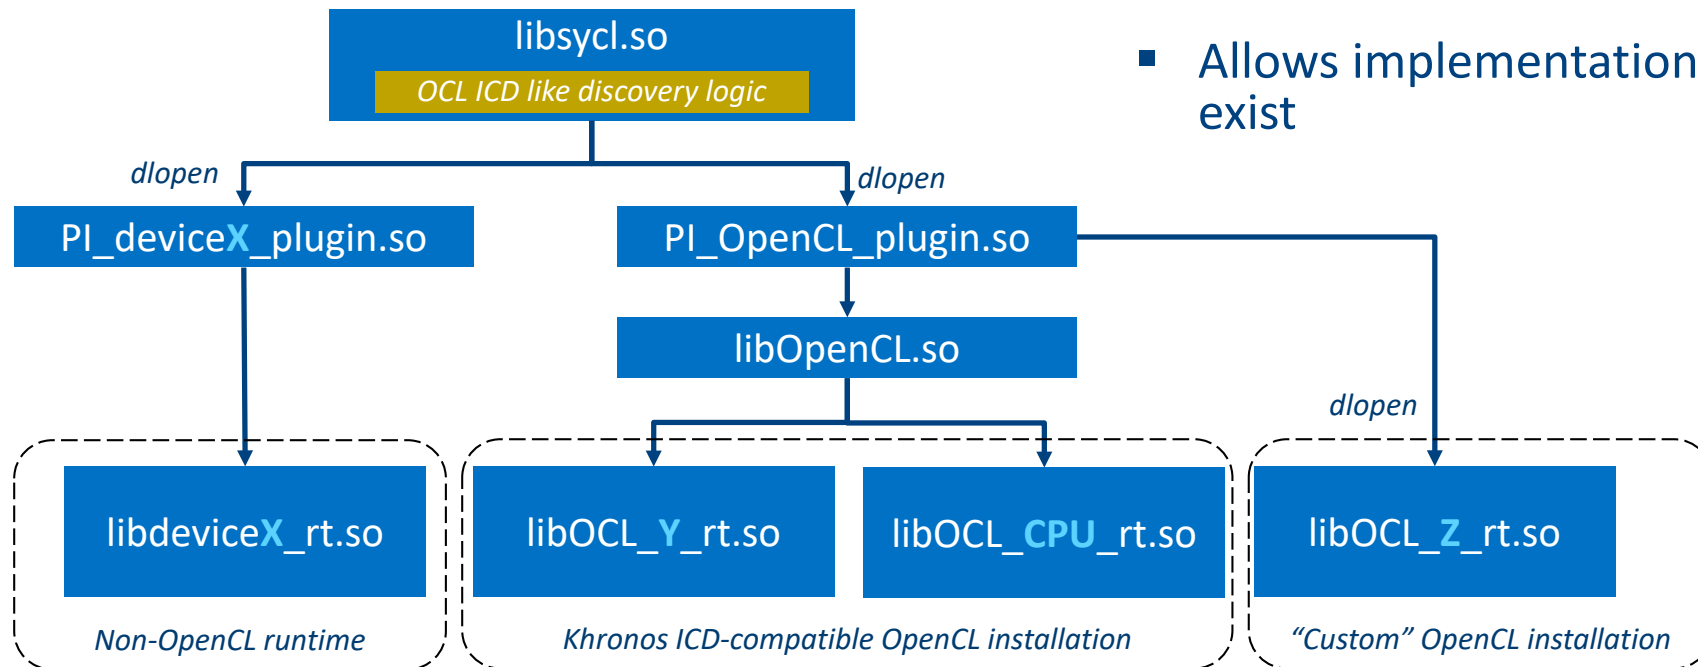 libsycl.so
OCL ICD like discovery logic
▪ Allows implementation
exist
dlopen
dlopen
PI_deviceX_plugin.so
PI_OpenCL_plugin.so
libOpenCL.so
dlopen
libdeviceX_rt.so
libOCL_Y_rt.so
libOCL_CPU_rt.so
libOCL_Z_rt.so
Non-OpenCL runtime
Khronos ICD-compatible OpenCL installation
“Custom” OpenCL installation